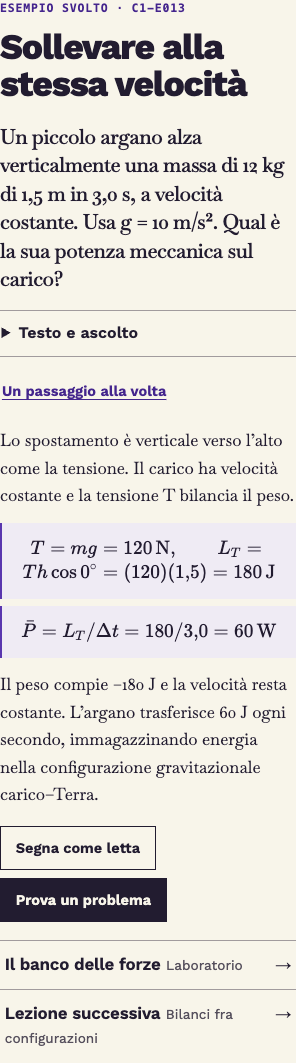 ESEMPIO SVOLTO · C1–E013
Sollevare alla
stessa velocità
Un piccolo argano alza
verticalmente una massa di 12 kg
di 1,5 m in 3,0 s, a velocità
costante. Usa g = 10 m/s². Qual è
la sua potenza meccanica sul
carico?
▶ Testo e ascolto
Un passaggio alla volta
Lo spostamento è verticale verso l’alto
come la tensione. Il carico ha velocità
costante e la tensione T bilancia il peso.
T = mg = 120 N, L_T =
Th cos 0° = (120)(1,5) = 180 J
P̄ = L_T/Δt = 180/3,0 = 60 W
Il peso compie −180 J e la velocità resta
costante. L’argano trasferisce 60 J ogni
secondo, immagazzinando energia
nella configurazione gravitazionale
carico–Terra.
Segna come letta
Prova un problema
Il banco delle forze Laboratorio →
Lezione successiva Bilanci fra →
configurazioni